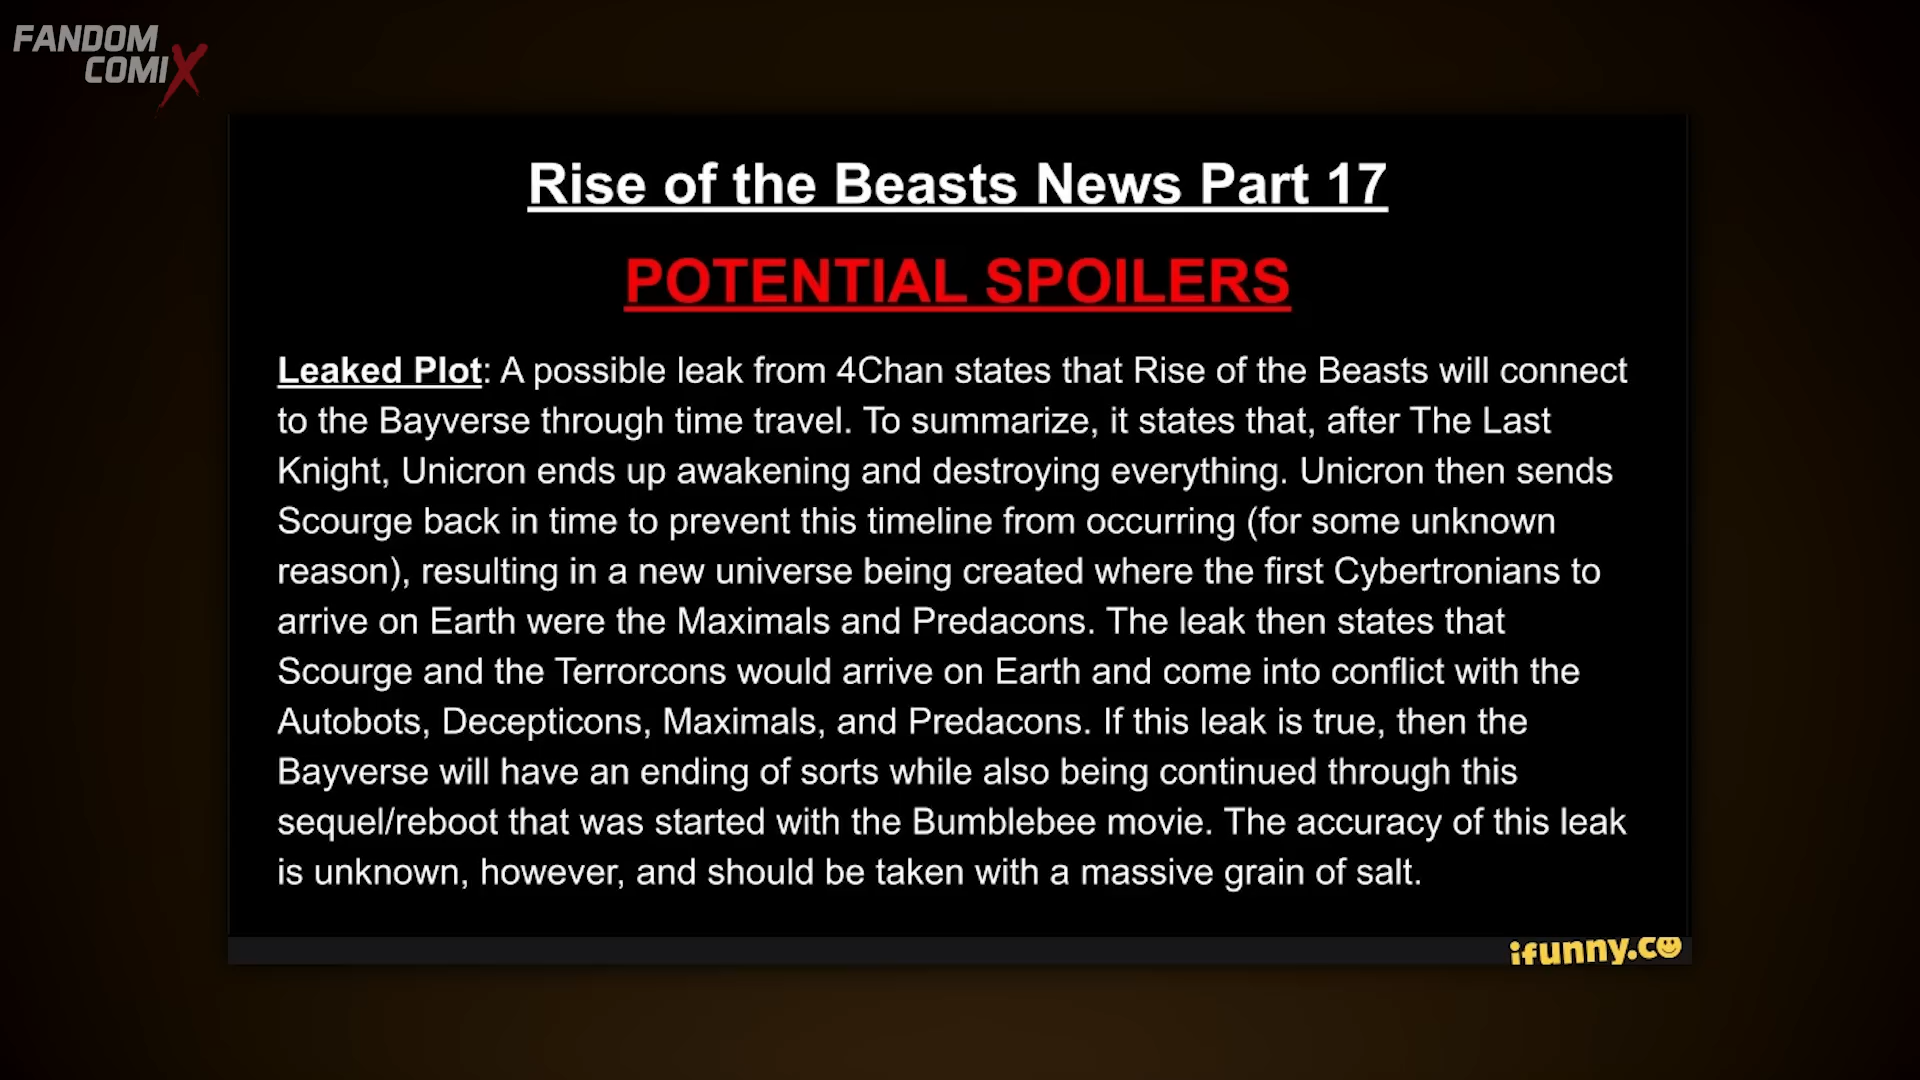 FANDOM
COMIX
Rise of the Beasts News Part 17
POTENTIAL SPOILERS
Leaked Plot: A possible leak from 4Chan states that Rise of the Beasts will connect
to the Bayverse through time travel. To summarize, it states that, after The Last
Knight, Unicron ends up awakening and destroying everything. Unicron then sends
Scourge back in time to prevent this timeline from occurring (for some unknown
reason), resulting in a new universe being created where the first Cybertronians to
arrive on Earth were the Maximals and Predacons. The leak then states that
Scourge and the Terrorcons would arrive on Earth and come into conflict with the
Autobots, Decepticons, Maximals, and Predacons. If this leak is true, then the
Bayverse will have an ending of sorts while also being continued through this
sequel/reboot that was started with the Bumblebee movie. The accuracy of this leak
is unknown, however, and should be taken with a massive grain of salt.
ifunny.co